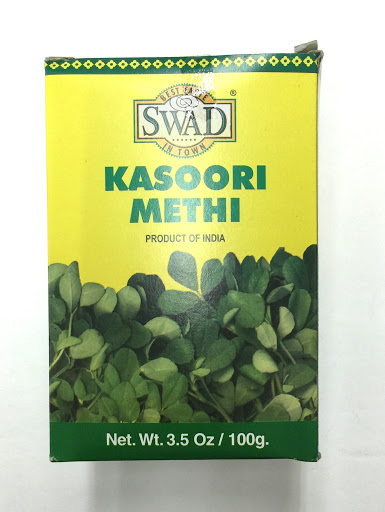 BEST TASTE
SWAD®
IN TOWN
KASOORI
METHI
PRODUCT OF INDIA
Net. Wt. 3.5 Oz / 100g.